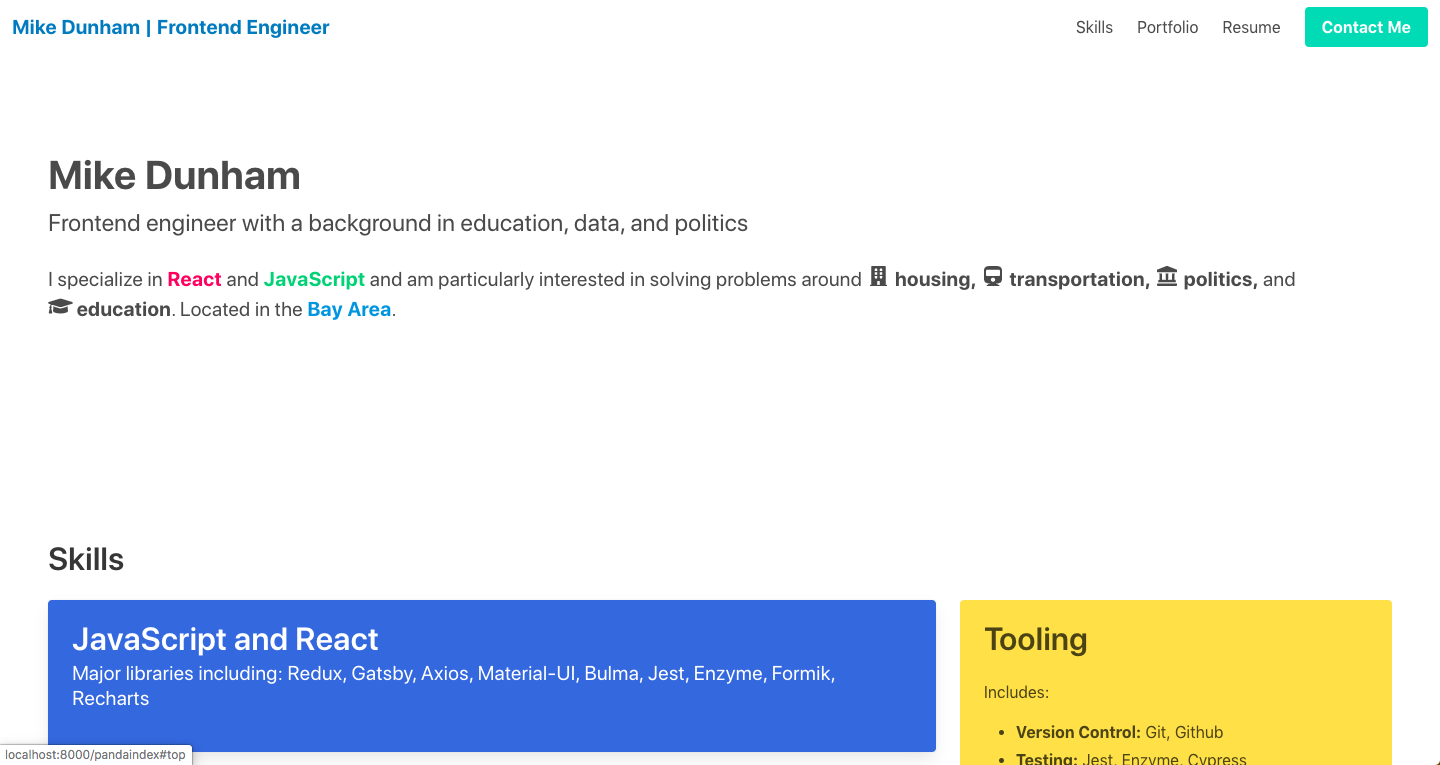 Mike Dunham | Frontend Engineer
Skills
Portfolio
Resume
Contact Me
Mike Dunham
Frontend engineer with a background in education, data, and politics
I specialize in React and JavaScript and am particularly interested in solving problems around housing, transportation, politics, and
education. Located in the Bay Area.
Skills
JavaScript and React
Major libraries including: Redux, Gatsby, Axios, Material-UI, Bulma, Jest, Enzyme, Formik,
Recharts
Tooling
Includes:
• Version Control: Git, Github
• Testing: Jest, Enzyme, Cypress
localhost:8000/pandaindex#top